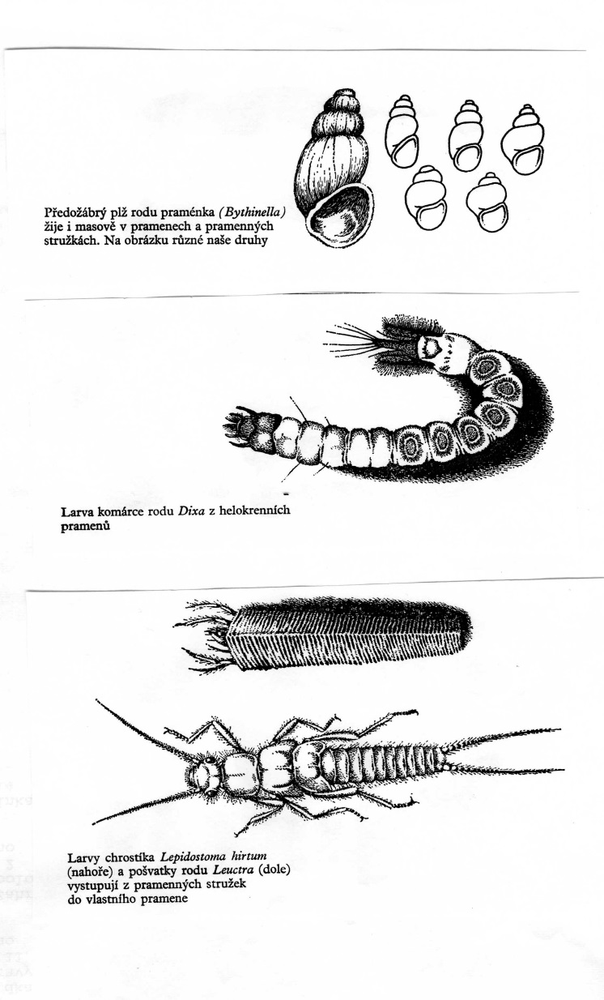 Předožábrý plž rodu praménka (Bythinella)
žije i masově v pramenech a pramenných
stružkách. Na obrázku různé naše druhy
Larva komárce rodu Dixa z helokrenních
pramenů
Larvy chrostíka Lepidostoma hirtum
(nahoře) a pošvatky rodu Leuctra (dole)
vystupují z pramenných stružek
do vlastního pramene